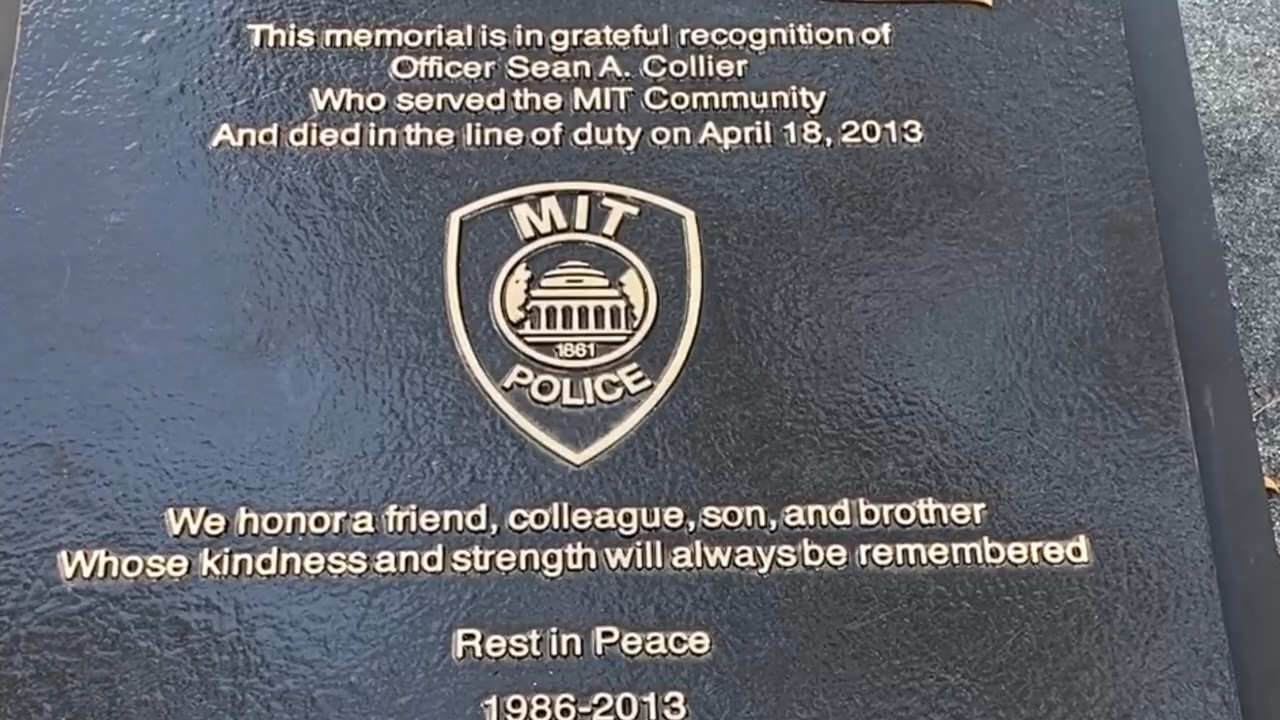 This memorial is in grateful recognition of
Officer Sean A. Collier
Who served the MIT Community
And died in the line of duty on April 18, 2013
MIT
1861
POLICE
We honor a friend, colleague, son, and brother
Whose kindness and strength will always be remembered
Rest in Peace
1986-2013